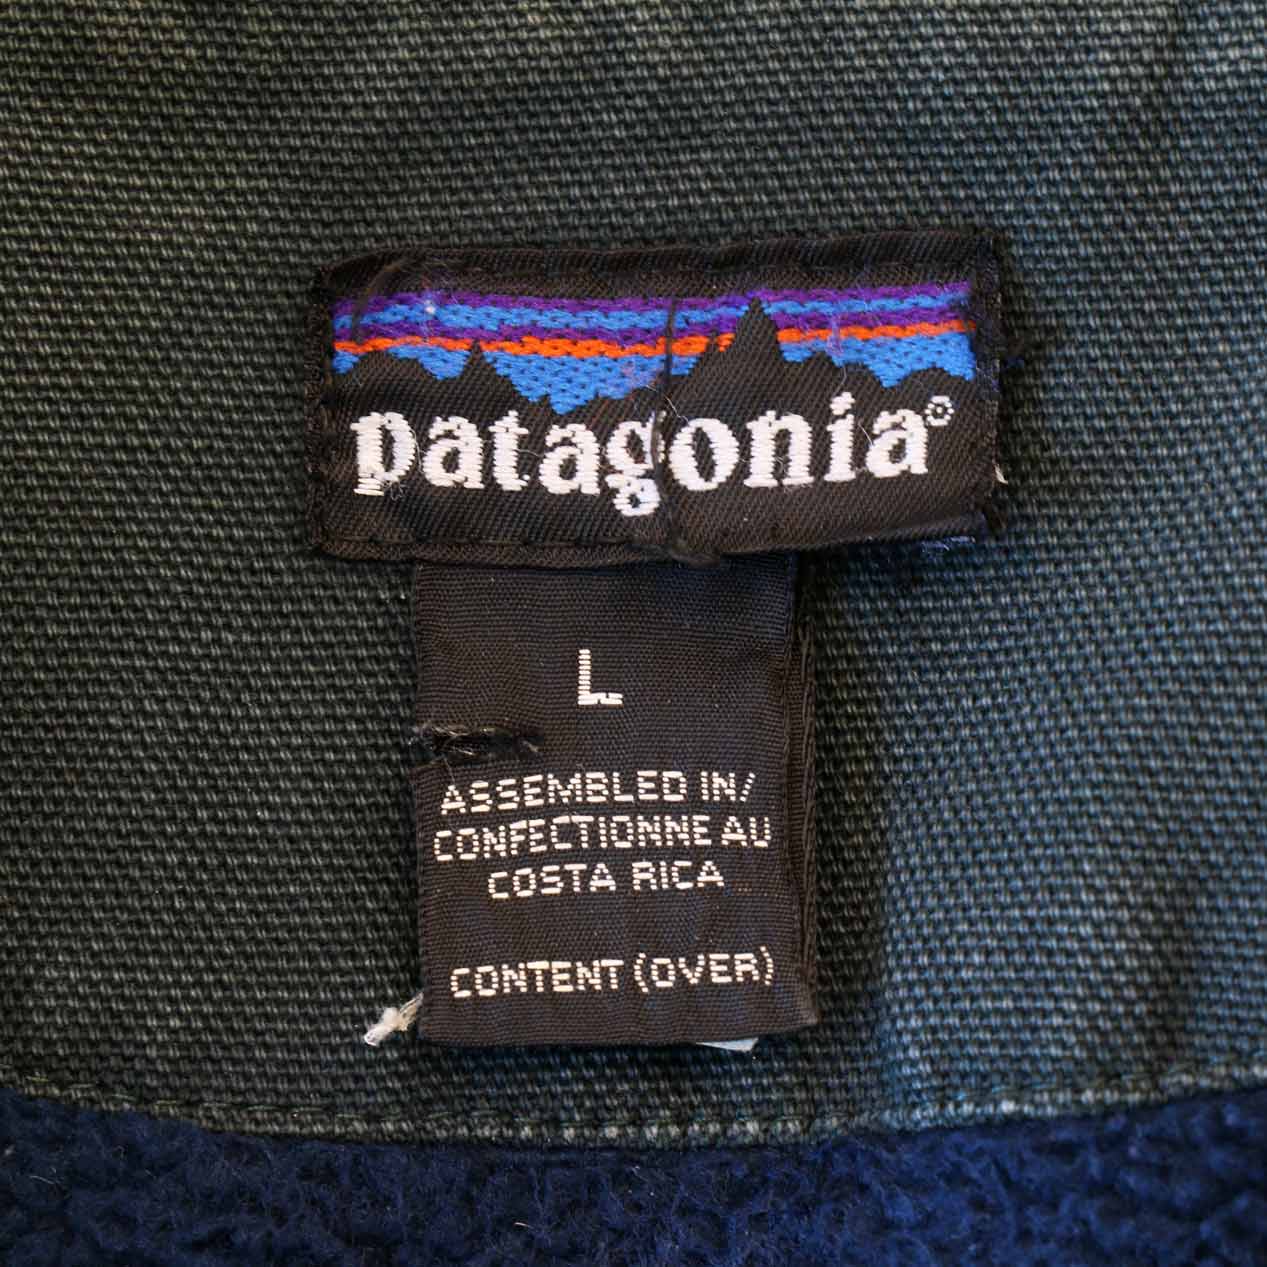 patagonia®
L
ASSEMBLED IN/
CONFECTIONNE AU
COSTA RICA
CONTENT (OVER)